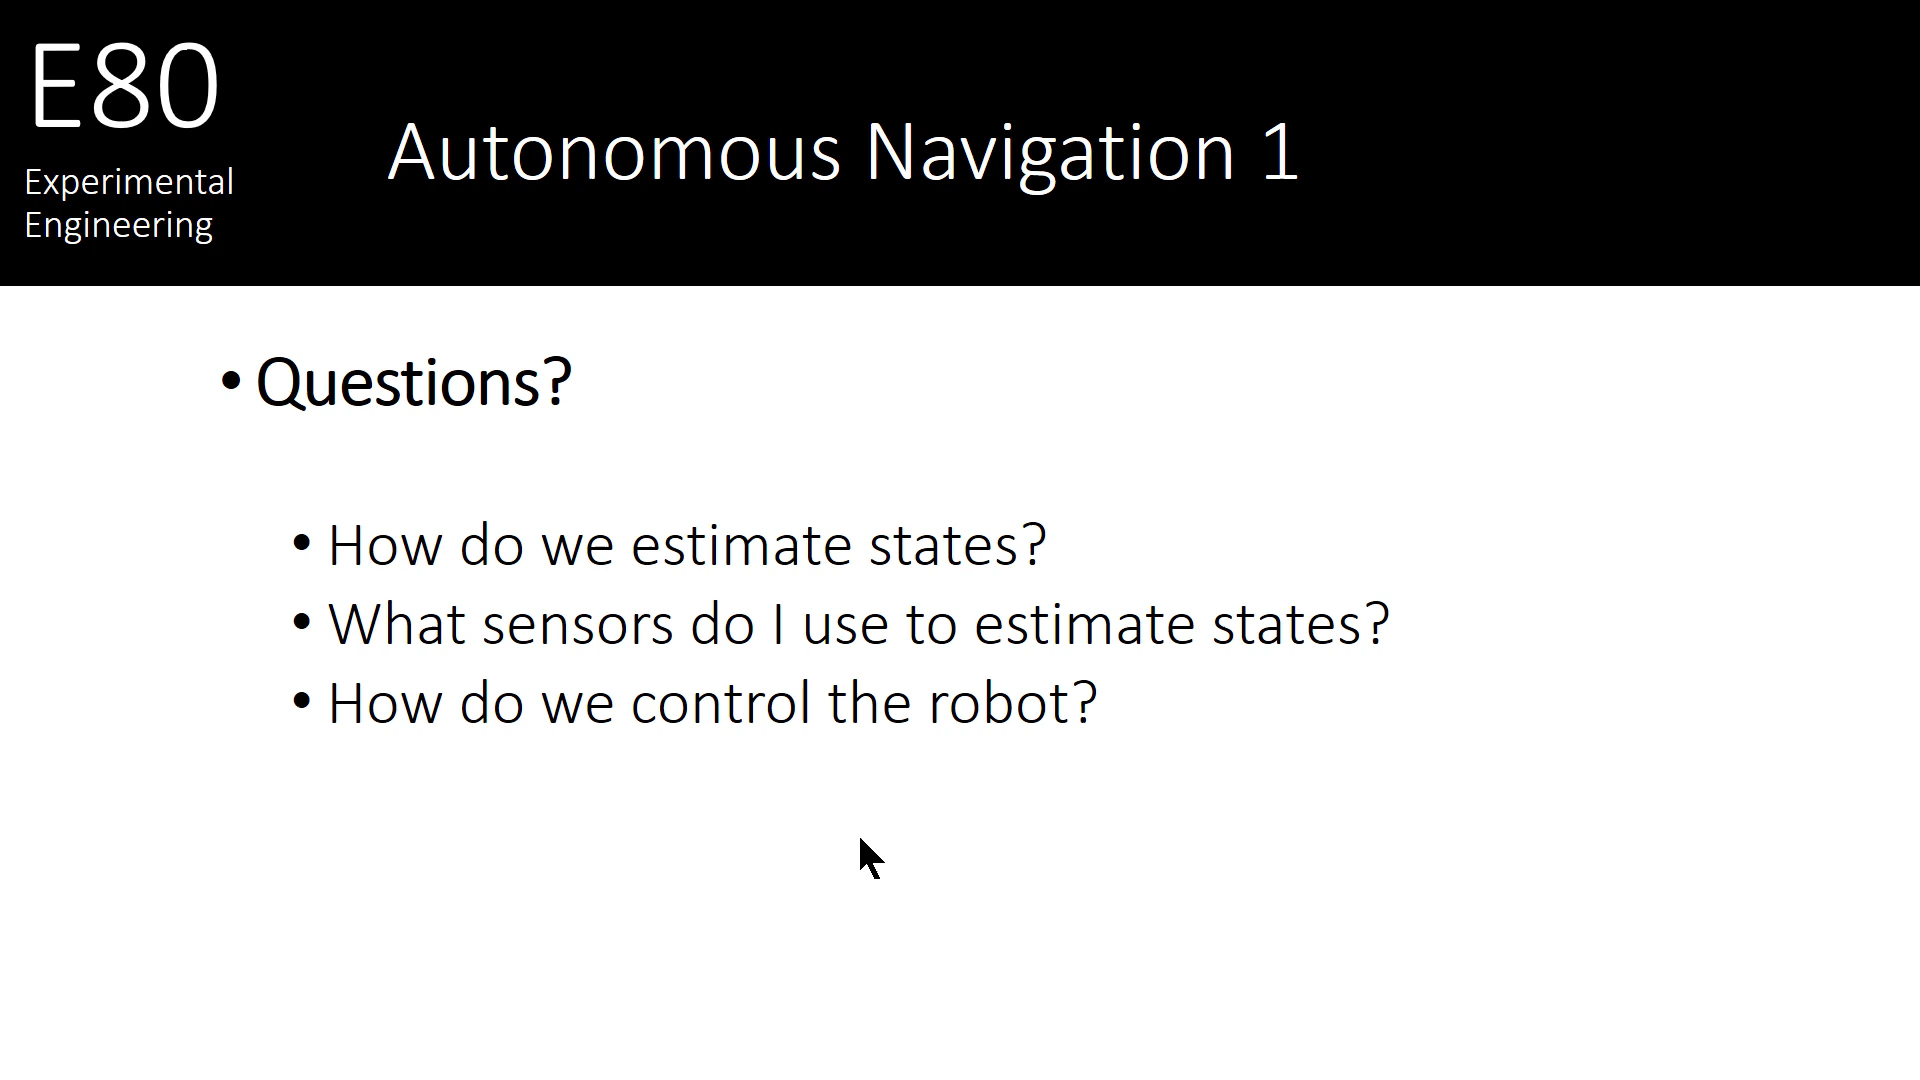 E80
Experimental
Engineering
Autonomous Navigation 1
• Questions?
• How do we estimate states?
• What sensors do I use to estimate states?
• How do we control the robot?